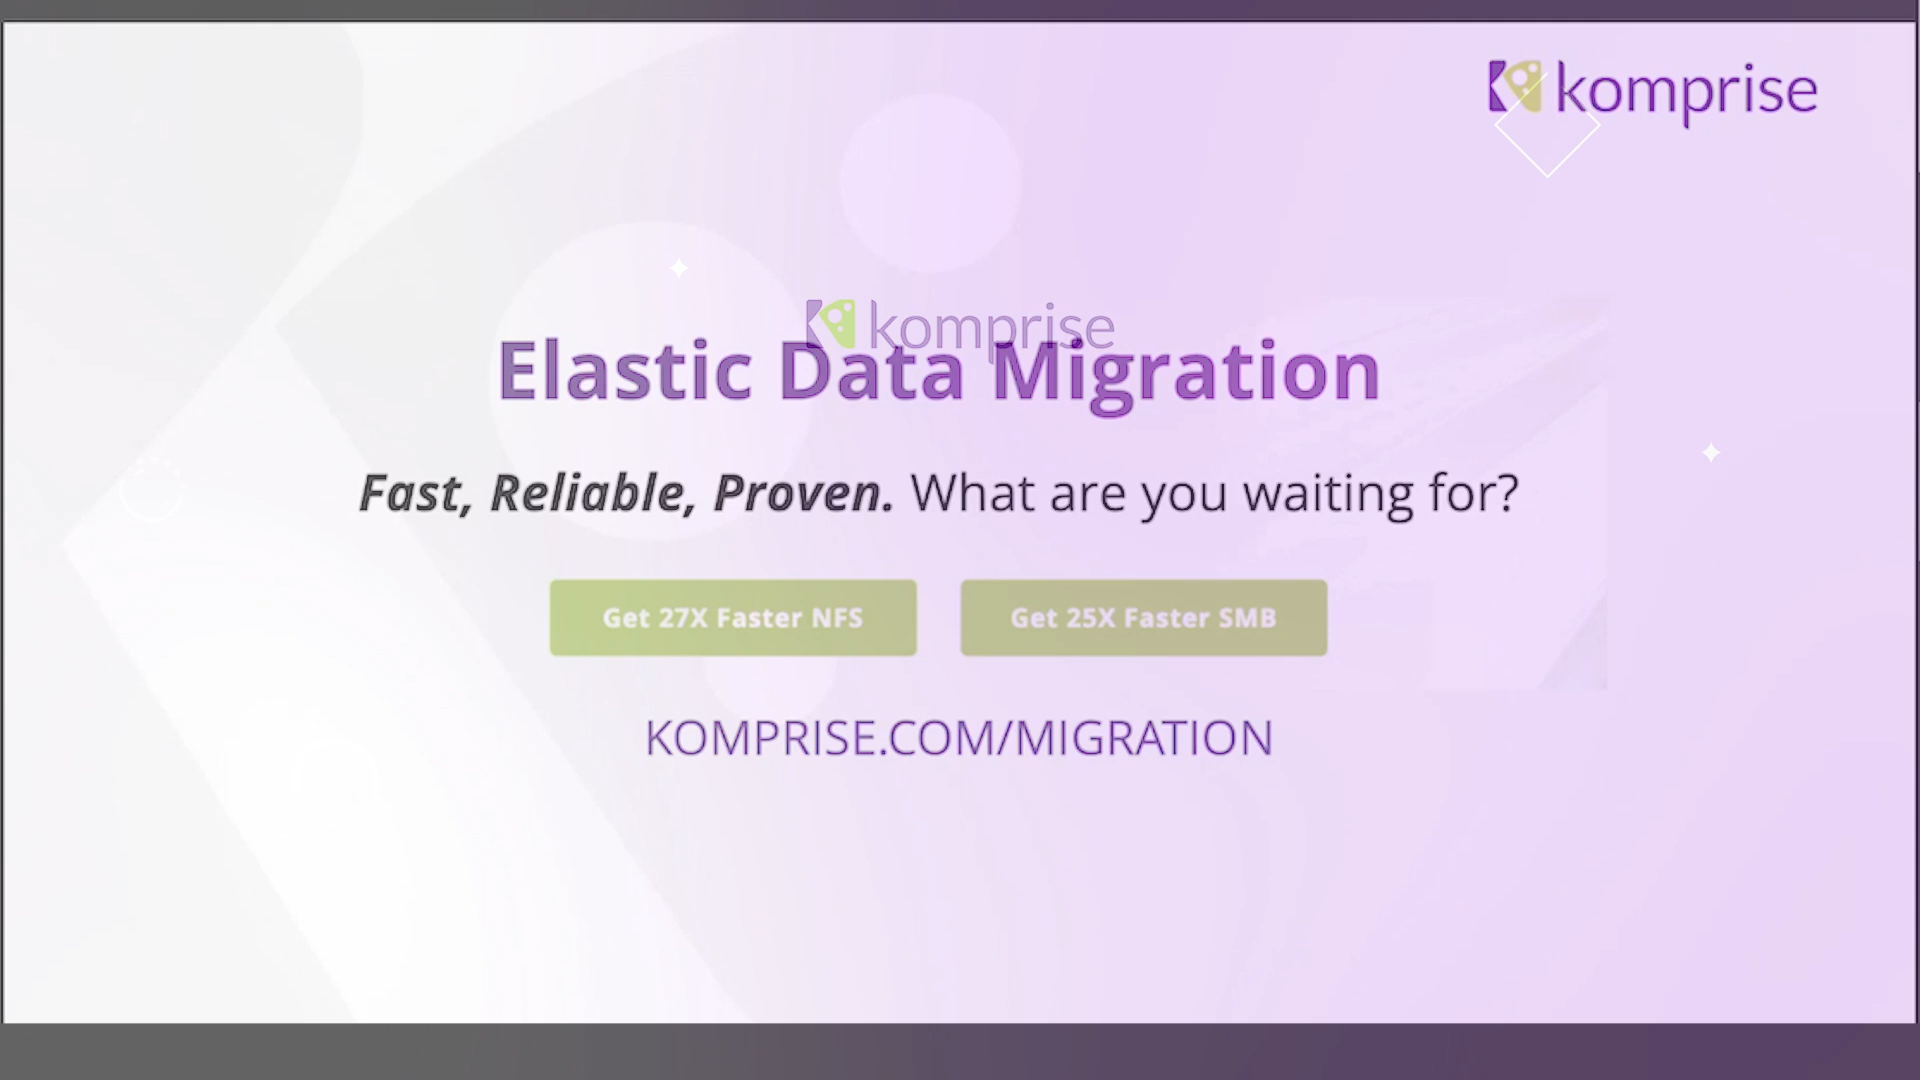 komprise
komprise
Elastic Data Migration
Fast, Reliable, Proven. What are you waiting for?
Get 27X Faster NFS
Get 25X Faster SMB
KOMPRISE.COM/MIGRATION